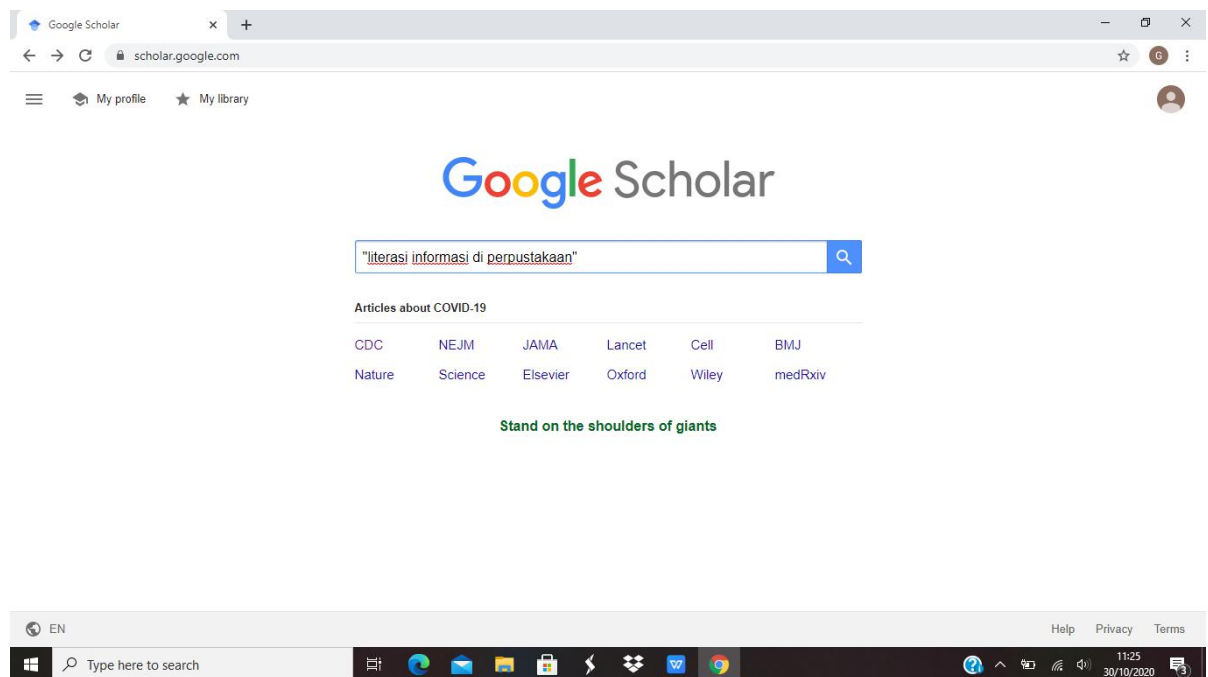 Google Scholar
scholar.google.com
G
My profile My library
Google Scholar
"literasi informasi di perpustakaan"
Articles about COVID-19
CDC NEJM JAMA Lancet Cell BMJ
Nature Science Elsevier Oxford Wiley medRxiv
Stand on the shoulders of giants
EN Help Privacy Terms
Type here to search
W
11:25
30/10/2020
3